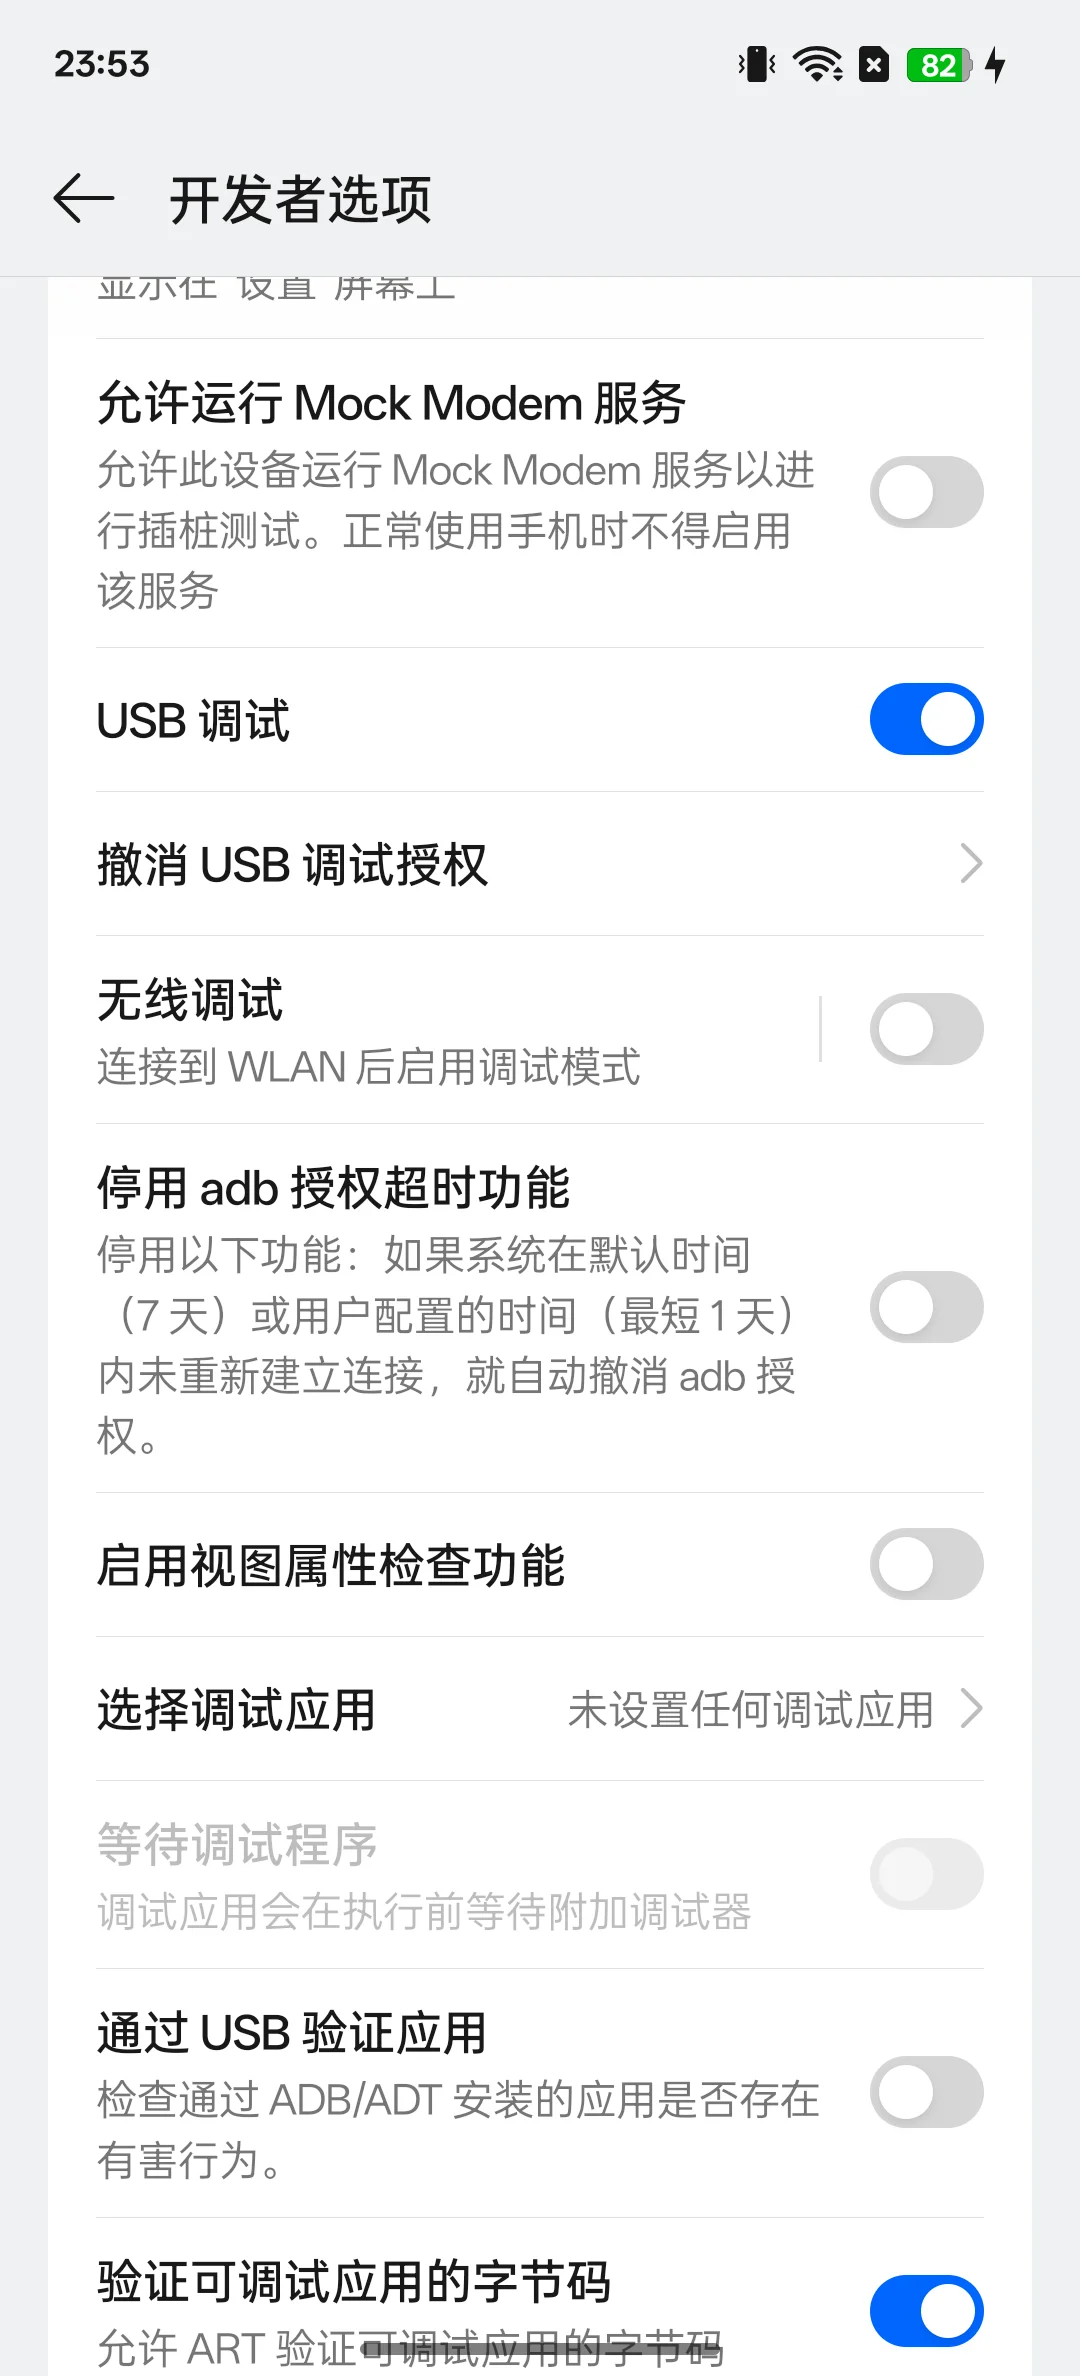 23:53
82
开发者选项
显示在“设置”屏幕上
允许运行 Mock Modem 服务
允许此设备运行 Mock Modem 服务以进
行插桩测试。正常使用手机时不得启用
该服务
USB 调试
撤消 USB 调试授权
无线调试
连接到 WLAN 后启用调试模式
停用 adb 授权超时功能
停用以下功能：如果系统在默认时间
（7 天）或用户配置的时间（最短 1 天）
内未重新建立连接，就自动撤消 adb 授
权。
启用视图属性检查功能
选择调试应用
未设置任何调试应用
等待调试程序
调试应用会在执行前等待附加调试器
通过 USB 验证应用
检查通过 ADB/ADT 安装的应用是否存在
有害行为。
验证可调试应用的字节码
允许 ART 验证可调试应用的字节码